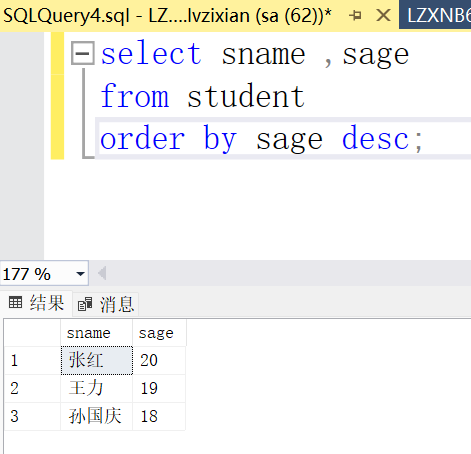 SQLQuery4.sql - LZ....lvzixian (sa (62))* LZXNB6
select sname ,sage
from student
order by sage desc;
177 %
结果 消息
sname sage
1 张红 20
2 王力 19
3 孙国庆 18